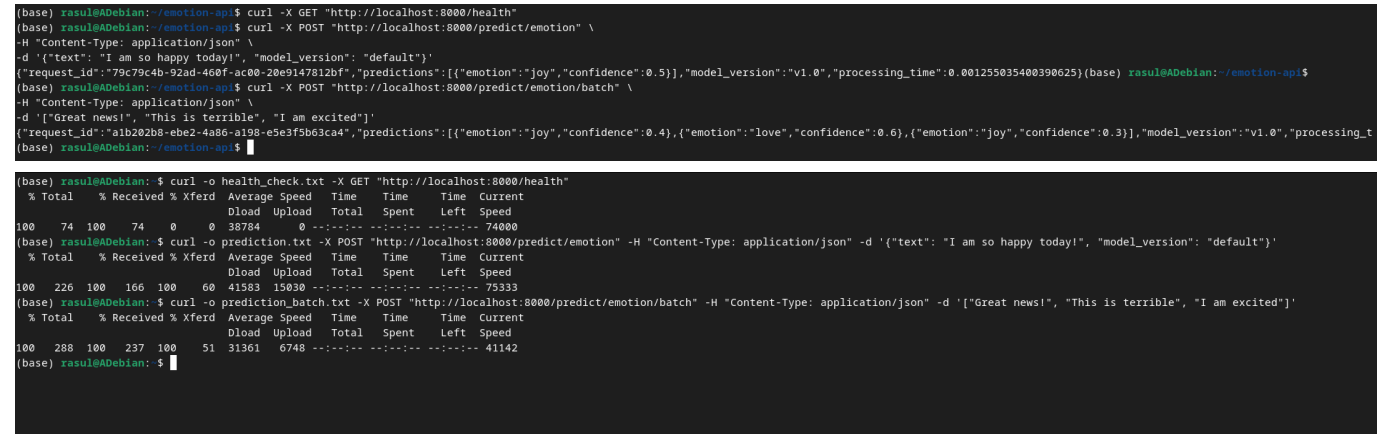 (base) rasul@ADebian:~/emotion-api$ curl -X GET "http://localhost:8000/health"
(base) rasul@ADebian:~/emotion-api$ curl -X POST "http://localhost:8000/predict/emotion" \
-H "Content-Type: application/json" \
-d '{"text": "I am so happy today!", "model_version": "default"}'
{"request_id":"79c79c4b-92ad-460f-ac00-20e9147812bf","predictions":[{"emotion":"joy","confidence":0.5}],"model_version":"v1.0","processing_time":0.001255035400390625}(base) rasul@ADebian:~/emotion-api$
(base) rasul@ADebian:~/emotion-api$ curl -X POST "http://localhost:8000/predict/emotion/batch" \
-H "Content-Type: application/json" \
-d '["Great news!", "This is terrible", "I am excited"]'
{"request_id":"a1b202b8-ebe2-4a86-a198-e5e3f5b63ca4","predictions":[{"emotion":"joy","confidence":0.4},{"emotion":"love","confidence":0.6},{"emotion":"joy","confidence":0.3}],"model_version":"v1.0","processing_t
(base) rasul@ADebian:~/emotion-api$
(base) rasul@ADebian:~$ curl -o health_check.txt -X GET "http://localhost:8000/health"
% Total % Received % Xferd Average Speed Time Time Time Current
Dload Upload Total Spent Left Speed
100 74 100 74 0 0 38784 0 --:--:-- --:--:-- --:--:-- 74000
(base) rasul@ADebian:~$ curl -o prediction.txt -X POST "http://localhost:8000/predict/emotion" -H "Content-Type: application/json" -d '{"text": "I am so happy today!", "model_version": "default"}'
% Total % Received % Xferd Average Speed Time Time Time Current
Dload Upload Total Spent Left Speed
100 226 100 166 100 60 41583 15030 --:--:-- --:--:-- --:--:-- 75333
(base) rasul@ADebian:~$ curl -o prediction_batch.txt -X POST "http://localhost:8000/predict/emotion/batch" -H "Content-Type: application/json" -d '["Great news!", "This is terrible", "I am excited"]'
% Total % Received % Xferd Average Speed Time Time Time Current
Dload Upload Total Spent Left Speed
100 288 100 237 100 51 31361 6748 --:--:-- --:--:-- --:--:-- 41142
(base) rasul@ADebian:~$